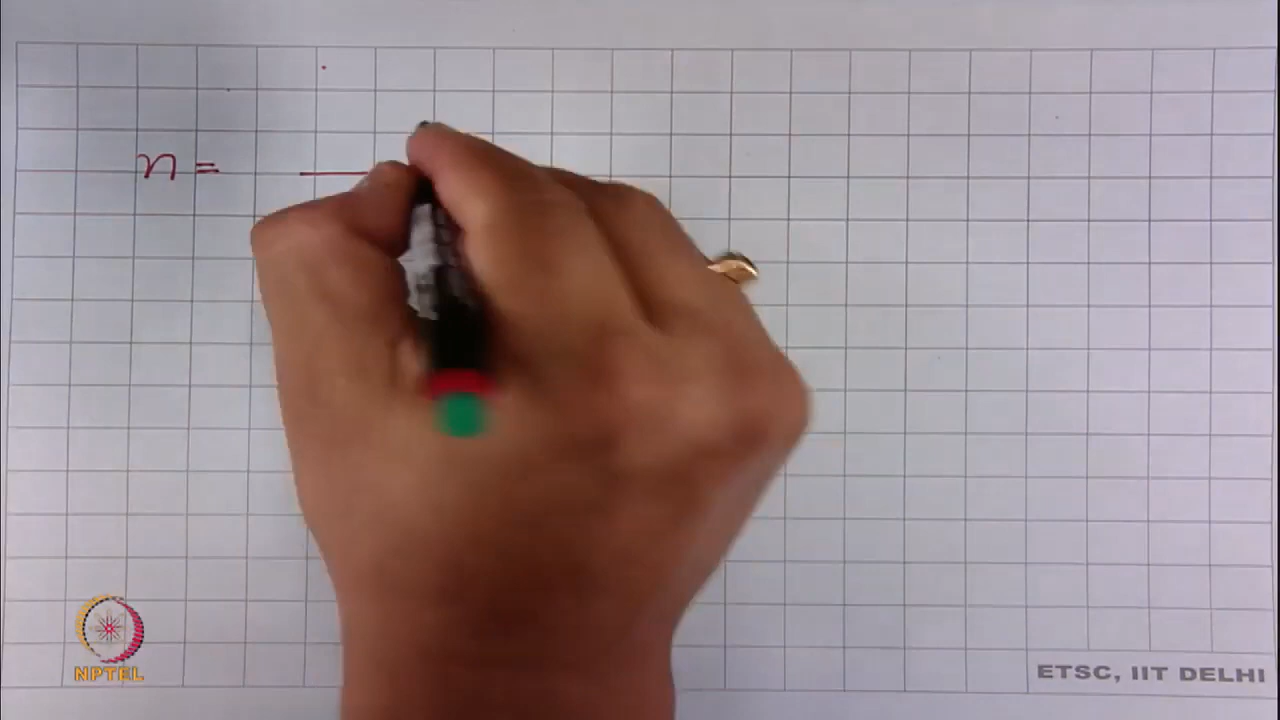 n =
NPTEL
ETSC, IIT DELHI